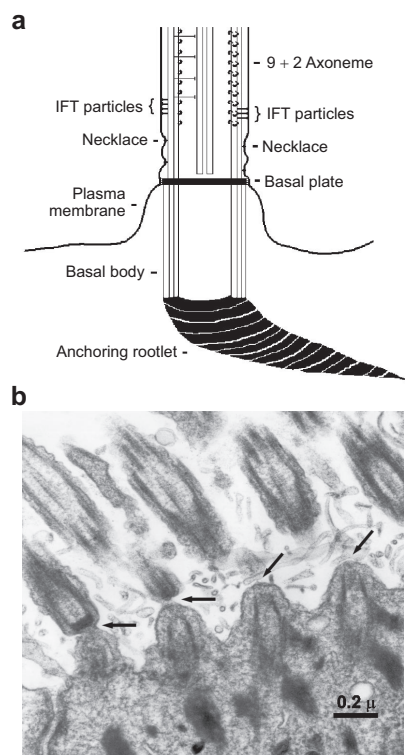 a
9 + 2 Axoneme
IFT particles {
} IFT particles
Necklace
Necklace
Basal plate
Plasma
membrane
Basal body
Anchoring rootlet
b
0.2 μ